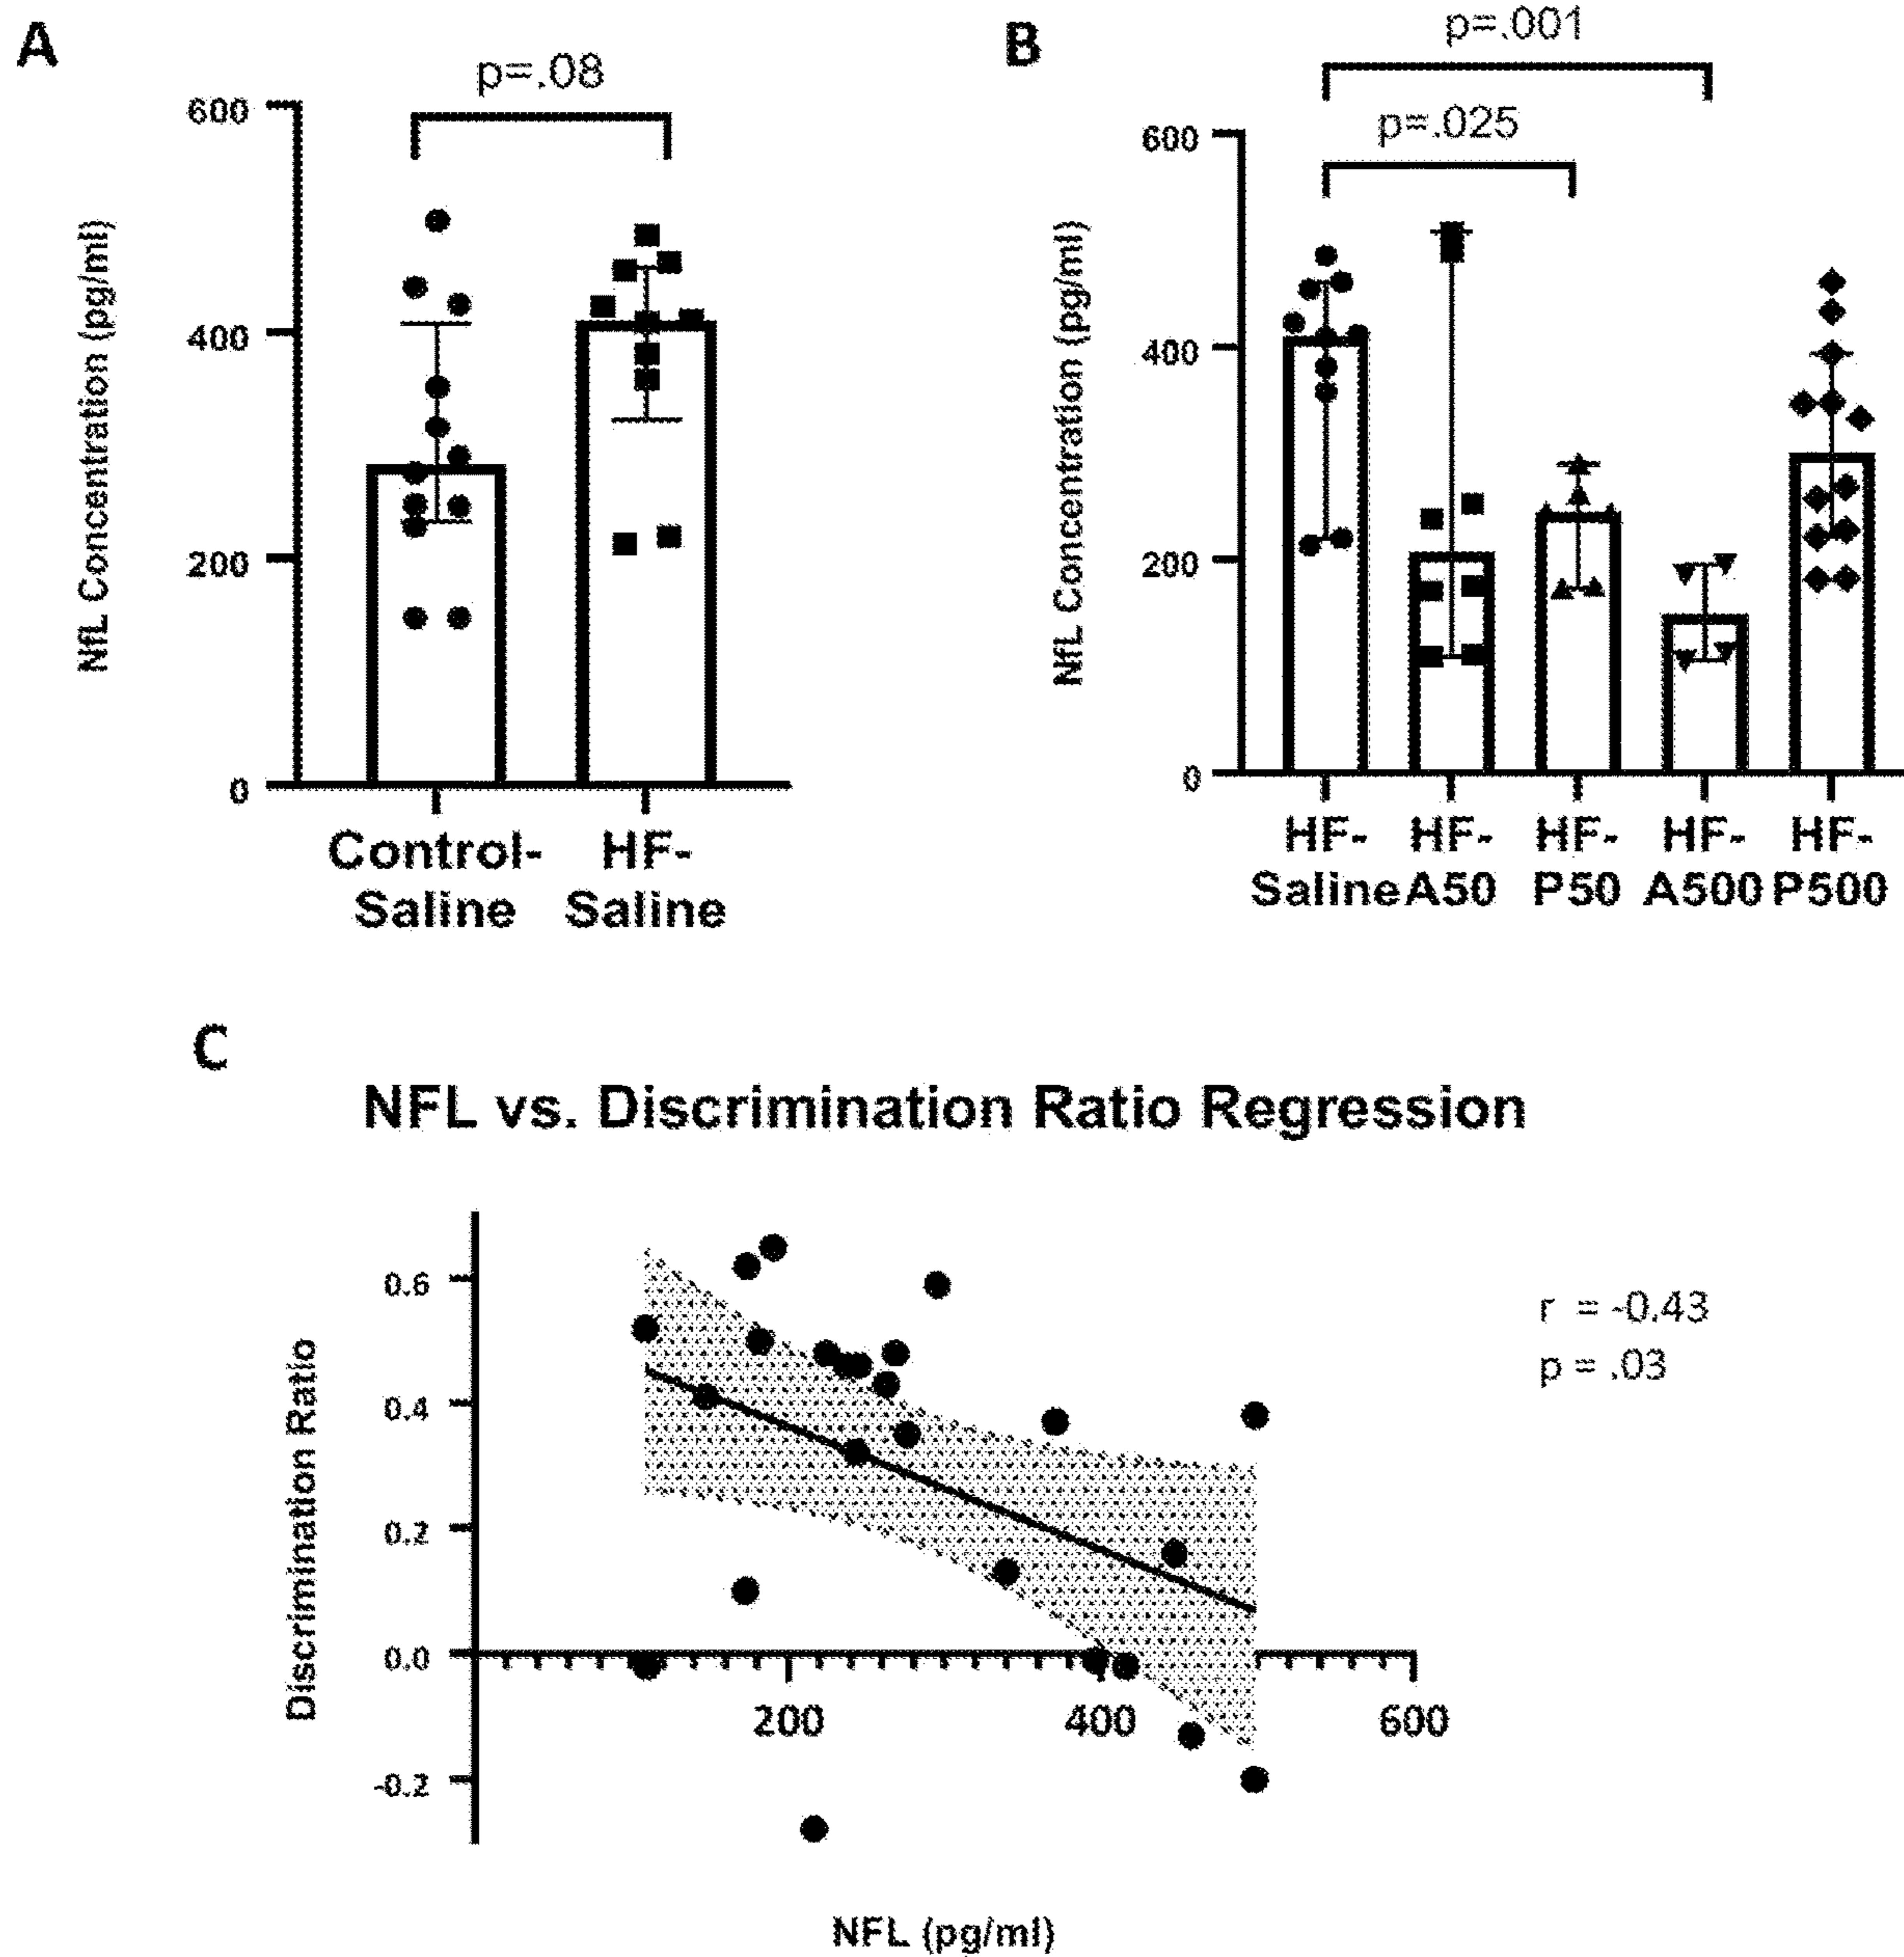 A
p=.08
600
400
200
0
NfL Concentration (pg/ml)
Control-
Saline
HF-
Saline
B
p=.001
p=.025
600
400
200
0
NfL Concentration (pg/ml)
HF-
Saline
HF-
A50
HF-
P50
HF-
A500
HF-
P500
C
NFL vs. Discrimination Ratio Regression
0.6
0.4
0.2
0.0
-0.2
Discrimination Ratio
r = -0.43
p = .03
200
400
600
NFL (pg/ml)